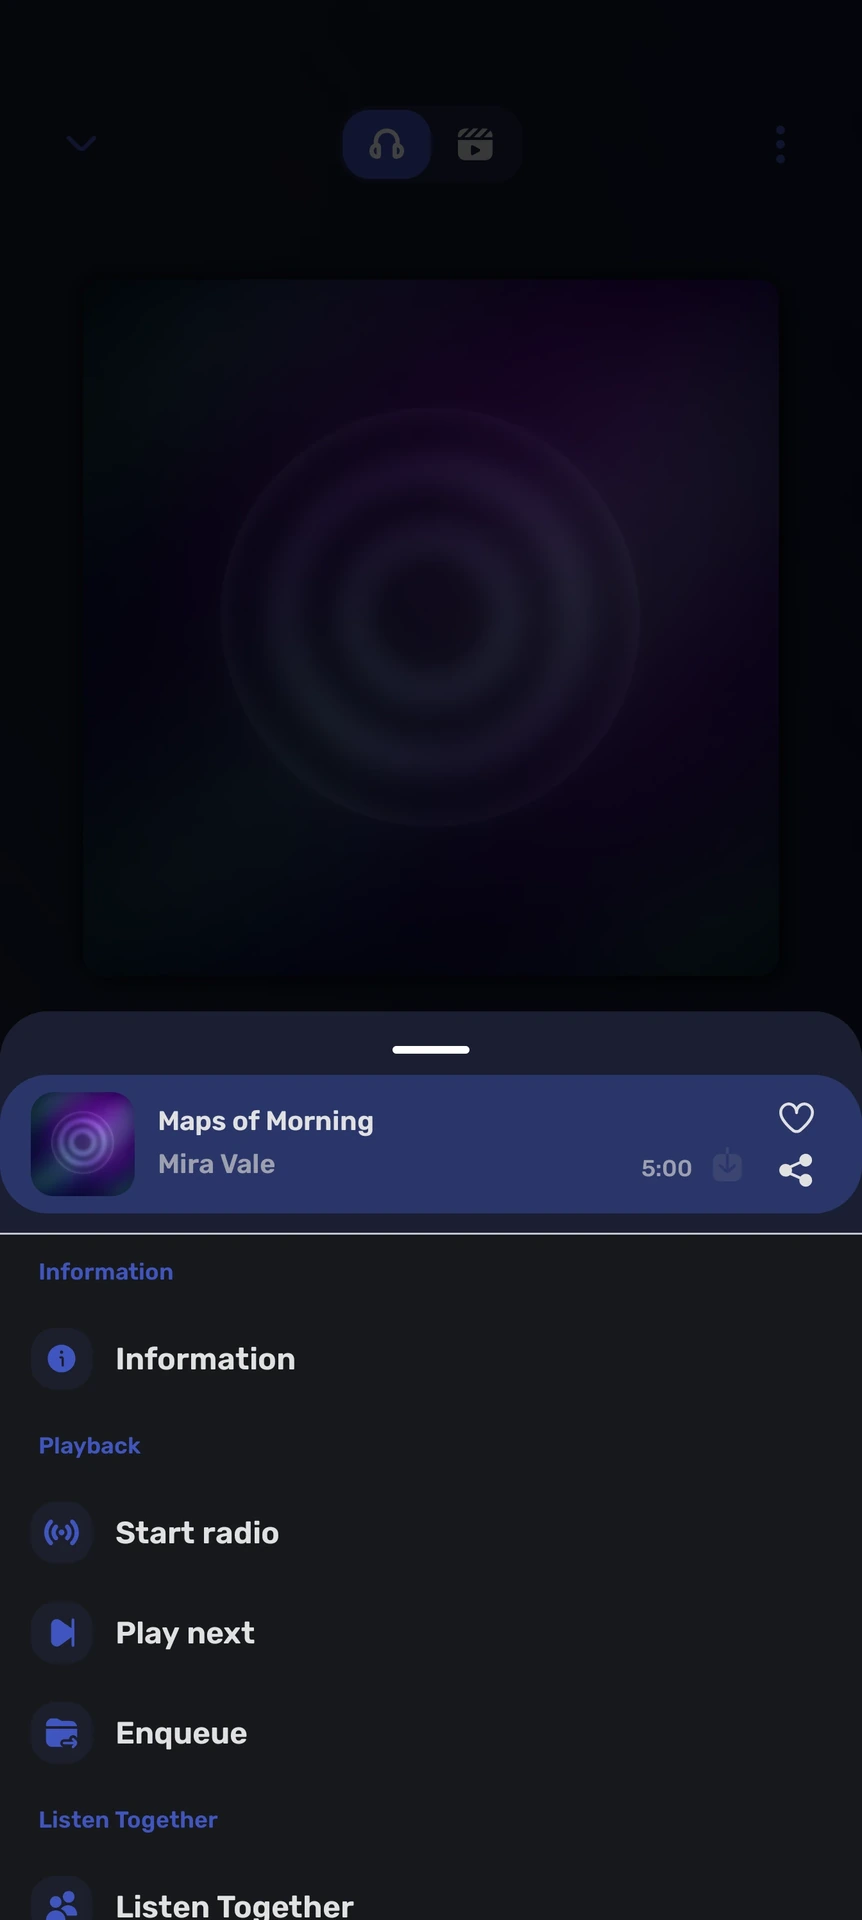 Maps of Morning
Mira Vale
5:00
Information
Information
Playback
Start radio
Play next
Enqueue
Listen Together
Listen Together